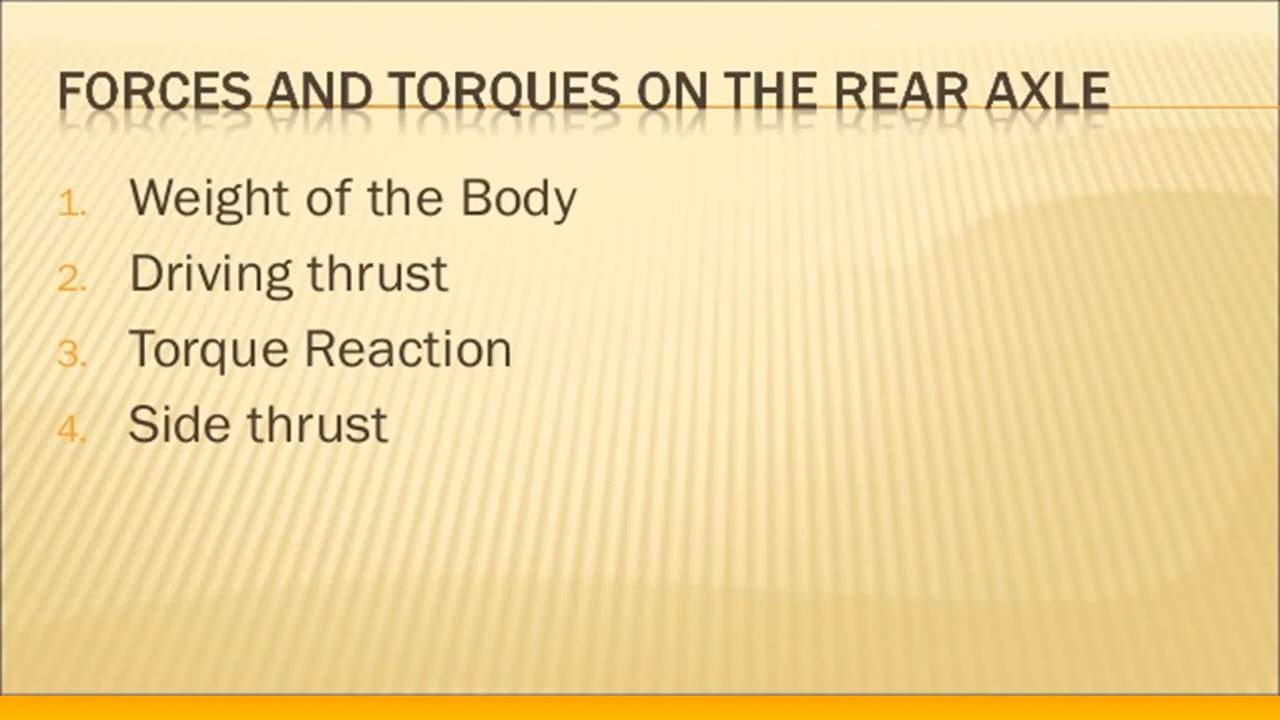 FORCES AND TORQUES ON THE REAR AXLE
1. Weight of the Body
2. Driving thrust
3. Torque Reaction
4. Side thrust